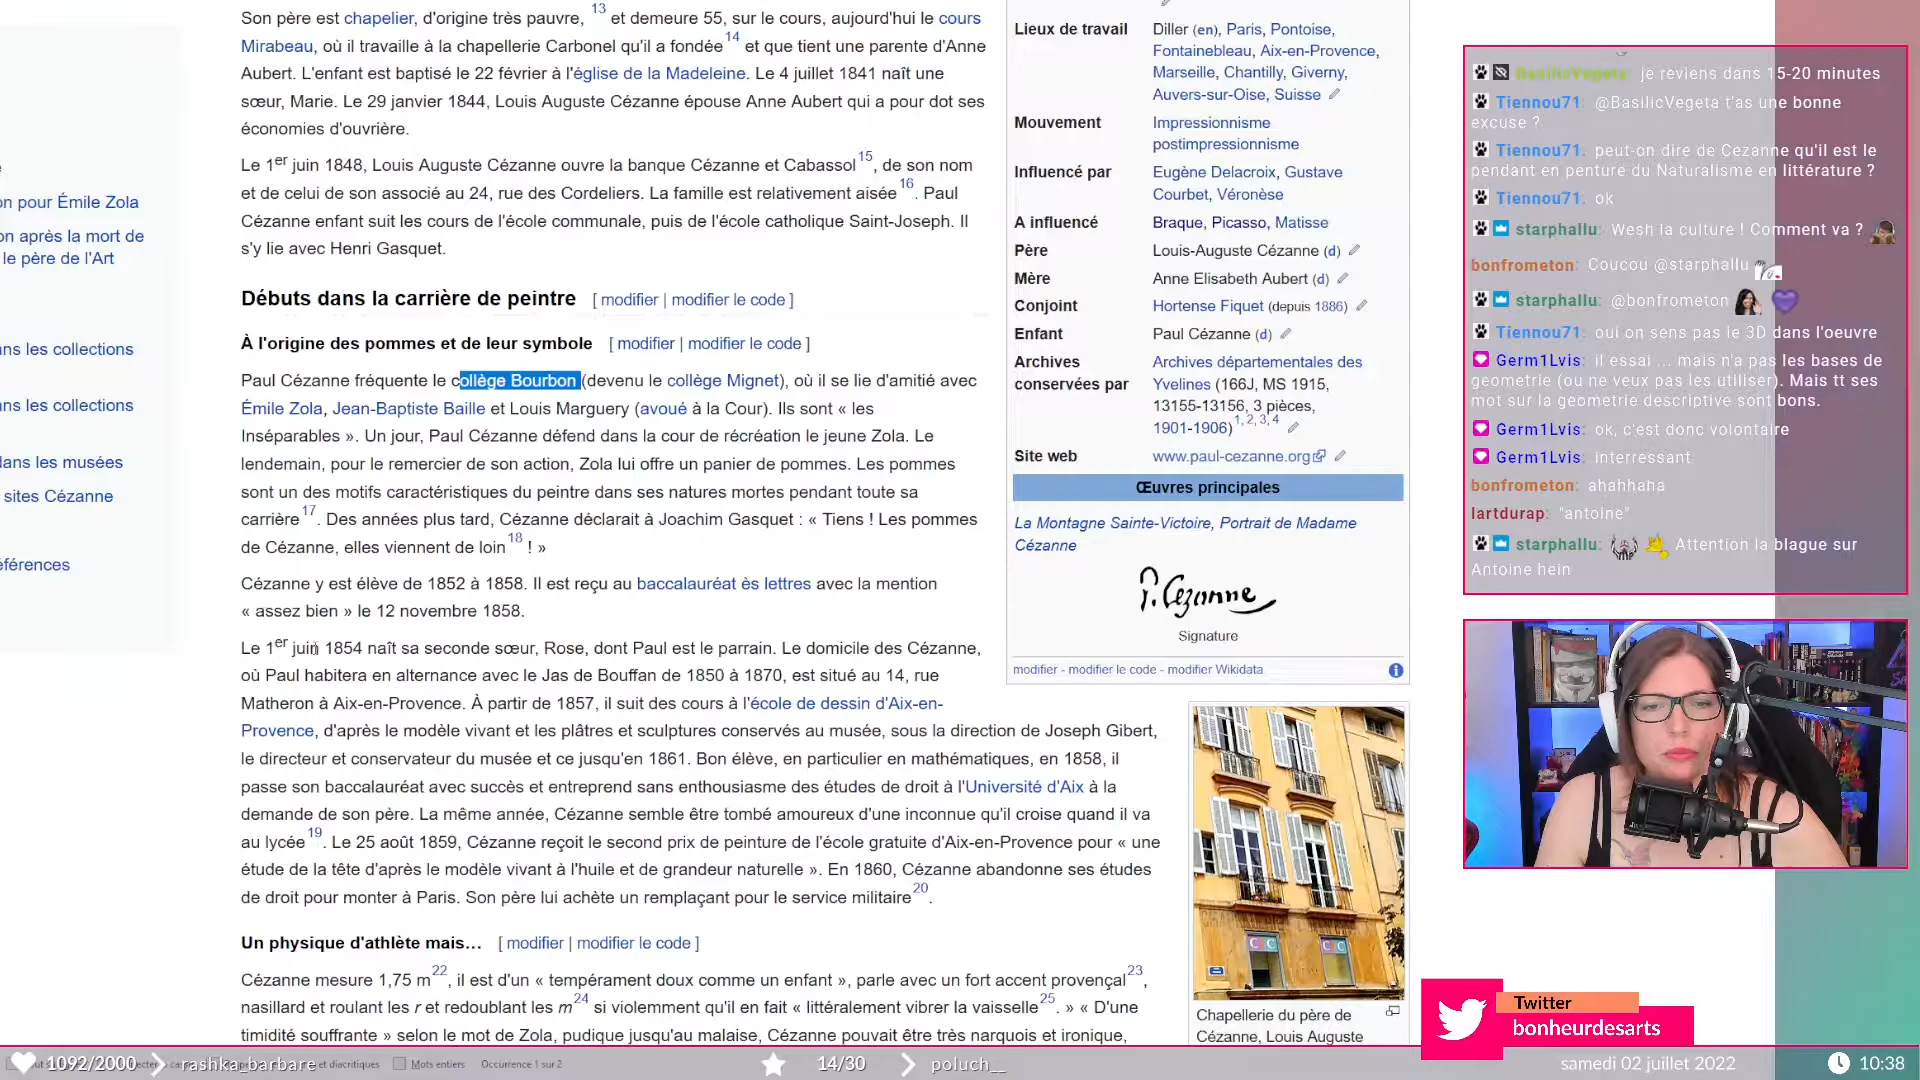 Son père est chapelier, d'origine très pauvre, 13 et demeure 55, sur le cours, aujourd'hui le cours
Mirabeau, où il travaille à la chapellerie Carbonel qu'il a fondée14 et que tient une parente d'Anne
Aubert. L'enfant est baptisé le 22 février à l'église de la Madeleine. Le 4 juillet 1841 naît une
sœur, Marie. Le 29 janvier 1844, Louis Auguste Cézanne épouse Anne Aubert qui a pour dot ses
économies d'ouvrière.
Le 1er juin 1848, Louis Auguste Cézanne ouvre la banque Cézanne et Cabassol15, de son nom
et de celui de son associé au 24, rue des Cordeliers. La famille est relativement aisée16. Paul
Cézanne enfant suit les cours de l'école communale, puis de l'école catholique Saint-Joseph. Il
s'y lie avec Henri Gasquet.
Débuts dans la carrière de peintre [ modifier | modifier le code ]
À l'origine des pommes et de leur symbole [ modifier | modifier le code ]
Paul Cézanne fréquente le collège Bourbon (devenu le collège Mignet), où il se lie d'amitié avec
Émile Zola, Jean-Baptiste Baille et Louis Marguery (avoué à la Cour). Ils sont « les
Inséparables ». Un jour, Paul Cézanne défend dans la cour de récréation le jeune Zola. Le
lendemain, pour le remercier de son action, Zola lui offre un panier de pommes. Les pommes
sont un des motifs caractéristiques du peintre dans ses natures mortes pendant toute sa
carrière17. Des années plus tard, Cézanne déclarait à Joachim Gasquet : « Tiens ! Les pommes
de Cézanne, elles viennent de loin18 ! »
Cézanne y est élève de 1852 à 1858. Il est reçu au baccalauréat ès lettres avec la mention
« assez bien » le 12 novembre 1858.
Le 1er juin 1854 naît sa seconde sœur, Rose, dont Paul est le parrain. Le domicile des Cézanne,
où Paul habitera en alternance avec le Jas de Bouffan de 1850 à 1870, est situé au 14, rue
Matheron à Aix-en-Provence. À partir de 1857, il suit des cours à l'école de dessin d'Aix-en-
Provence, d'après le modèle vivant et les plâtres et sculptures conservés au musée, sous la direction de Joseph Gibert,
le directeur et conservateur du musée et ce jusqu'en 1861. Bon élève, en particulier en mathématiques, en 1858, il
passe son baccalauréat avec succès et entreprend sans enthousiasme des études de droit à l'Université d'Aix à la
demande de son père. La même année, Cézanne semble être tombé amoureux d'une inconnue qu'il croise quand il va
au lycée19. Le 25 août 1859, Cézanne reçoit le second prix de peinture de l'école gratuite d'Aix-en-Provence pour « une
étude de la tête d'après le modèle vivant à l'huile et de grandeur naturelle ». En 1860, Cézanne abandonne ses études
de droit pour monter à Paris. Son père lui achète un remplaçant pour le service militaire20.
Un physique d'athlète mais… [ modifier | modifier le code ]
Cézanne mesure 1,75 m22, il est d'un « tempérament doux comme un enfant », parle avec un fort accent provençal23,
nasillard et roulant les r et redoublant les m24 si violemment qu'il en fait « littéralement vibrer la vaisselle25. » « D'une
timidité souffrante » selon le mot de Zola, pudique jusqu'au malaise, Cézanne pouvait être très narquois et ironique,
on pour Émile Zola
on après la mort de
le père de l'Art
ans les collections
ans les collections
dans les musées
sites Cézanne
éférences
Lieux de travail Diller (en), Paris, Pontoise,
Fontainebleau, Aix-en-Provence,
Marseille, Chantilly, Giverny,
Auvers-sur-Oise, Suisse
Mouvement Impressionnisme
postimpressionnisme
Influencé par Eugène Delacroix, Gustave
Courbet, Véronèse
A influencé Braque, Picasso, Matisse
Père Louis-Auguste Cézanne (d)
Mère Anne Elisabeth Aubert (d)
Conjoint Hortense Fiquet (depuis 1886)
Enfant Paul Cézanne (d)
Archives Archives départementales des
conservées par Yvelines (166J, MS 1915,
13155-13156, 3 pièces,
1901-1906)1, 2, 3, 4
Site web www.paul-cezanne.org
Œuvres principales
La Montagne Sainte-Victoire, Portrait de Madame
Cézanne
P. Cezanne
Signature
modifier - modifier le code - modifier Wikidata
CIC CIC
Chapellerie du père de
Cézanne, Louis Auguste
BasilicVegeta: je reviens dans 15-20 minutes
Tiennou71: @BasilicVegeta t'as une bonne
excuse ?
Tiennou71: peut-on dire de Cezanne qu'il est le
pendant en penture du Naturalisme en littérature ?
Tiennou71: ok
starphallu: Wesh la culture ! Comment va ?
bonfrometon: Coucou @starphallu
starphallu: @bonfrometon
Tiennou71: oui on sens pas le 3D dans l'oeuvre
Germ1Lvis: il essai ... mais n'a pas les bases de
geometrie (ou ne veux pas les utiliser). Mais tt ses
mot sur la geometrie descriptive sont bons.
Germ1Lvis: ok, c'est donc volontaire
Germ1Lvis: interressant
bonfrometon: ahahhaha
lartdurap: "antoine"
starphallu: Attention la blague sur
Antoine hein
Twitter
bonheurdesarts
1092/2000 rashka_barbare et diacritiques Mots entiers Occurrence 1 sur 2 14/30 poluch__ samedi 02 juillet 2022 10:38